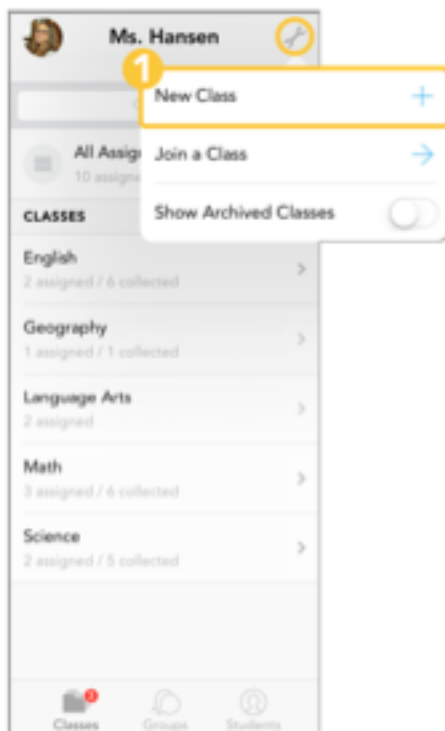 Ms. Hansen
1
New Class
All Assig
Join a Class
10 assigne
Show Archived Classes
CLASSES
English
2 assigned / 6 collected
Geography
1 assigned / 1 collected
Language Arts
2 assigned
Math
3 assigned / 6 collected
Science
2 assigned / 5 collected
Classes
Groups
Students